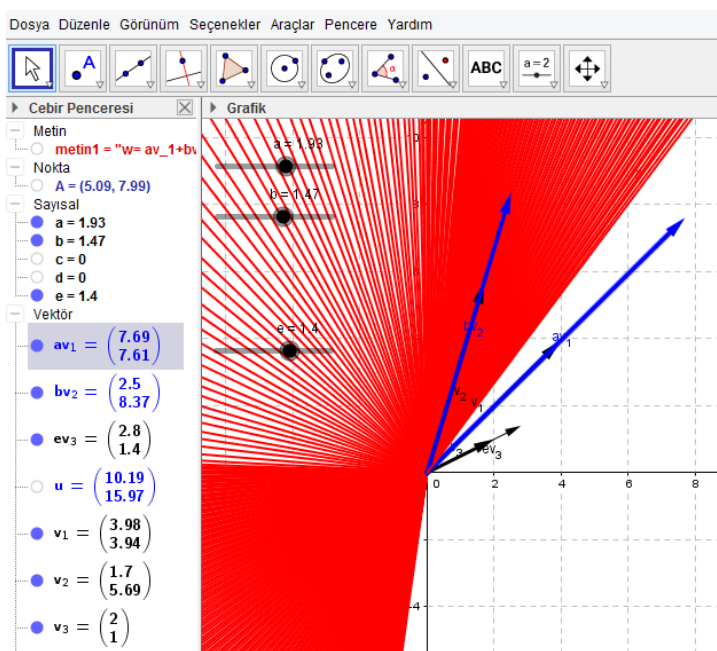 Dosya Düzenle Görünüm Seçenekler Araçlar Pencere Yardım
A
α
ABC
a=2
Cebir Penceresi
Grafik
Metin
metin1 = "w= av_1+bv
Nokta
A = (5.09, 7.99)
Sayısal
a = 1.93
b = 1.47
c = 0
d = 0
e = 1.4
Vektör
av₁ = (7.69
7.61)
bv₂ = (2.5
8.37)
ev₃ = (2.8
1.4)
u = (10.19
15.97)
v₁ = (3.98
3.94)
v₂ = (1.7
5.69)
v₃ = (2
1)
a = 1.93
b = 1.47
e = 1.4
bv₂
av₁
v₂
v₁
ev₃
0 2 4 6 8
-4